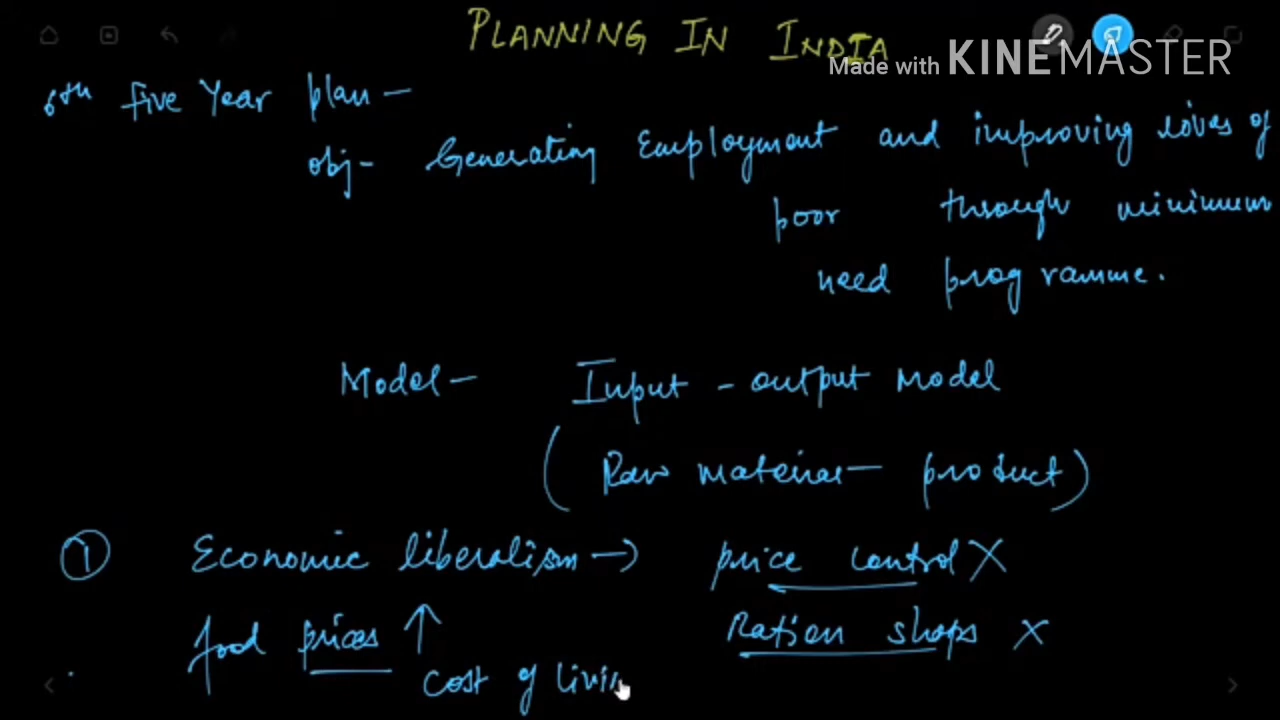 PLANNING IN INDIA
Made with KINEMASTER
6th five Year plan –
obj – Generating Employment and improving lives of
poor through minimum
need programme.
Model – Input - output model
(Raw material – product)
① Economic liberalism → price control X
food prices ↑ Ration shops X
cost of livin